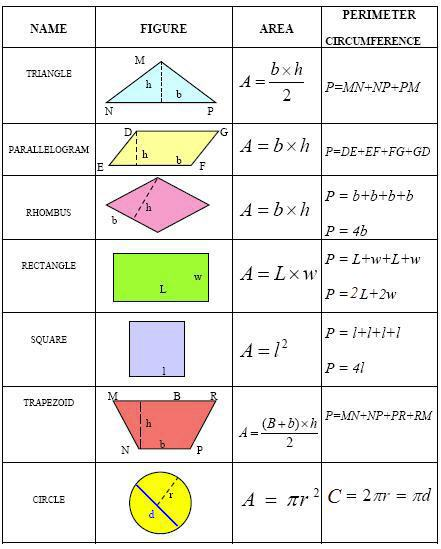 NAME
FIGURE
AREA
PERIMETER
CIRCUMFERENCE
TRIANGLE
M
h
b
N
P
A = b×h / 2
P=MN+NP+PM
PARALLELOGRAM
D
G
h
b
E
F
A = b × h
P=DE+EF+FG+GD
RHOMBUS
h
b
A = b × h
P = b+b+b+b
P = 4b
RECTANGLE
w
L
A = L × w
P = L+w+L+w
P = 2L+2w
SQUARE
l
A = l²
P = l+l+l+l
P = 4l
TRAPEZOID
M
B
R
h
b
N
P
A = (B+b)×h / 2
P=MN+NP+PR+RM
CIRCLE
r
d
A = πr²
C = 2πr = πd